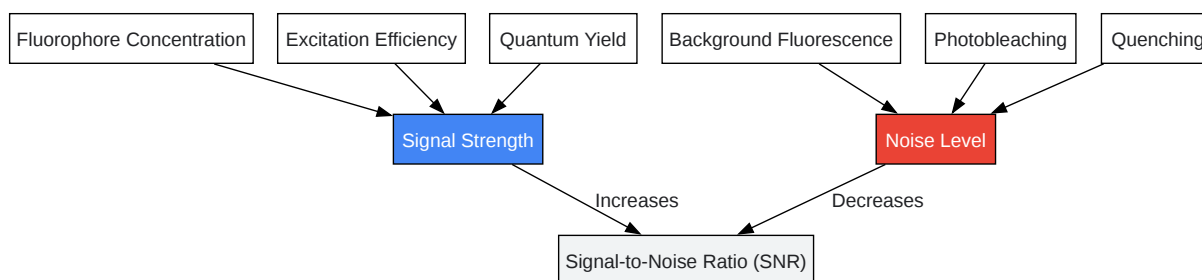 Fluorophore Concentration
Excitation Efficiency
Quantum Yield
Background Fluorescence
Photobleaching
Quenching
Signal Strength
Noise Level
Increases
Decreases
Signal-to-Noise Ratio (SNR)